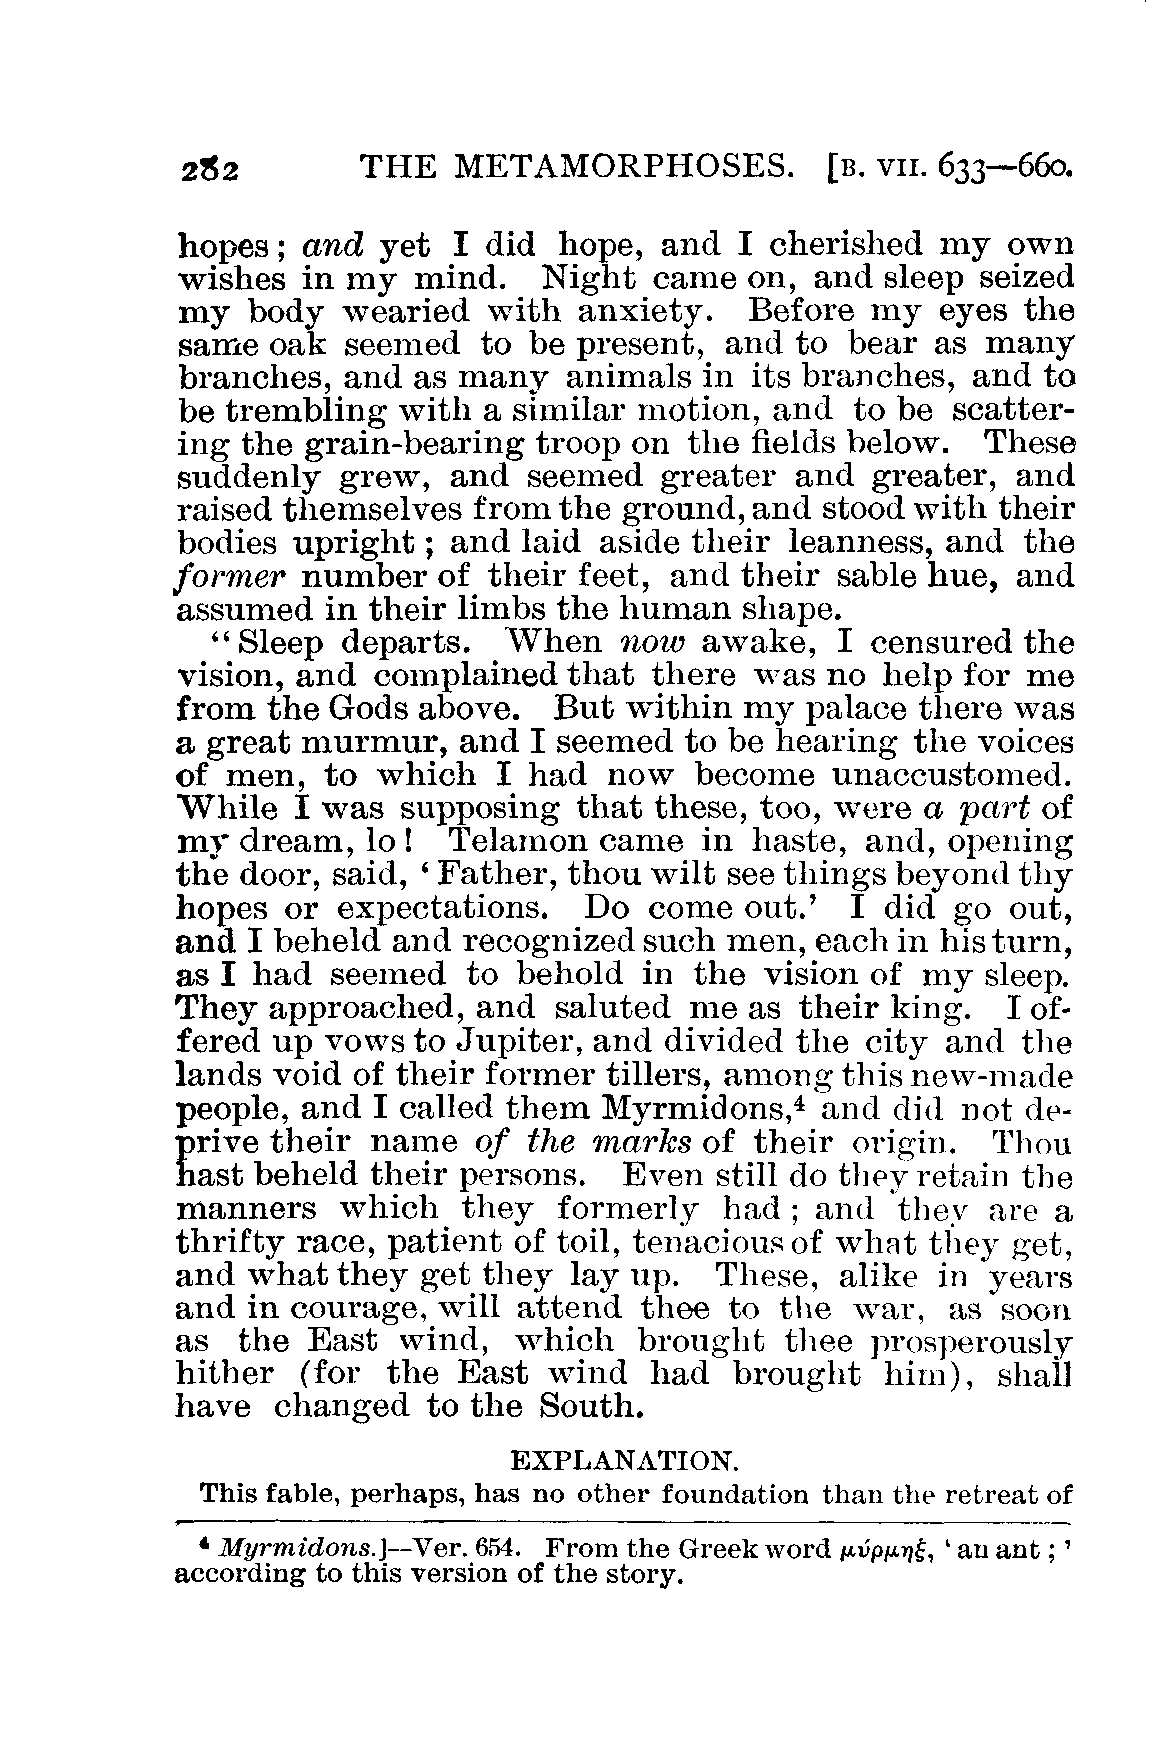 282 THE METAMORPHOSES. [B. VII. 633—660.
hopes; and yet I did hope, and I cherished my own
wishes in my mind. Night came on, and sleep seized
my body wearied with anxiety. Before my eyes the
same oak seemed to be present, and to bear as many
branches, and as many animals in its branches, and to
be trembling with a similar motion, and to be scatter-
ing the grain-bearing troop on the fields below. These
suddenly grew, and seemed greater and greater, and
raised themselves from the ground, and stood with their
bodies upright; and laid aside their leanness, and the
former number of their feet, and their sable hue, and
assumed in their limbs the human shape.
“Sleep departs. When now awake, I censured the
vision, and complained that there was no help for me
from the Gods above. But within my palace there was
a great murmur, and I seemed to be hearing the voices
of men, to which I had now become unaccustomed.
While I was supposing that these, too, were a part of
my dream, lo! Telamon came in haste, and, opening
the door, said, ‘Father, thou wilt see things beyond thy
hopes or expectations. Do come out.’ I did go out,
and I beheld and recognized such men, each in his turn,
as I had seemed to behold in the vision of my sleep.
They approached, and saluted me as their king. I of-
fered up vows to Jupiter, and divided the city and the
lands void of their former tillers, among this new-made
people, and I called them Myrmidons,⁴ and did not de-
prive their name of the marks of their origin. Thou
hast beheld their persons. Even still do they retain the
manners which they formerly had; and they are a
thrifty race, patient of toil, tenacious of what they get,
and what they get they lay up. These, alike in years
and in courage, will attend thee to the war, as soon
as the East wind, which brought thee prosperously
hither (for the East wind had brought him), shall
have changed to the South.
EXPLANATION.
This fable, perhaps, has no other foundation than the retreat of
⁴ Myrmidons.]—Ver. 654. From the Greek word μύρμηξ, ‘an ant;’
according to this version of the story.